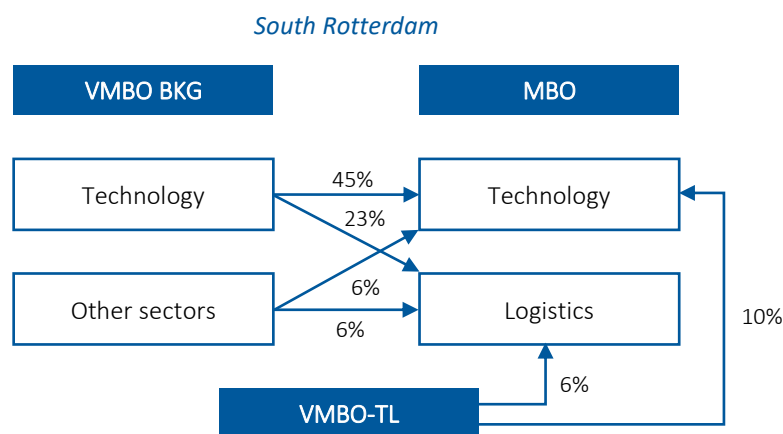 South Rotterdam
VMBO BKG
MBO
Technology
45%
Technology
23%
Other sectors
6%
Logistics
6%
10%
6%
VMBO-TL